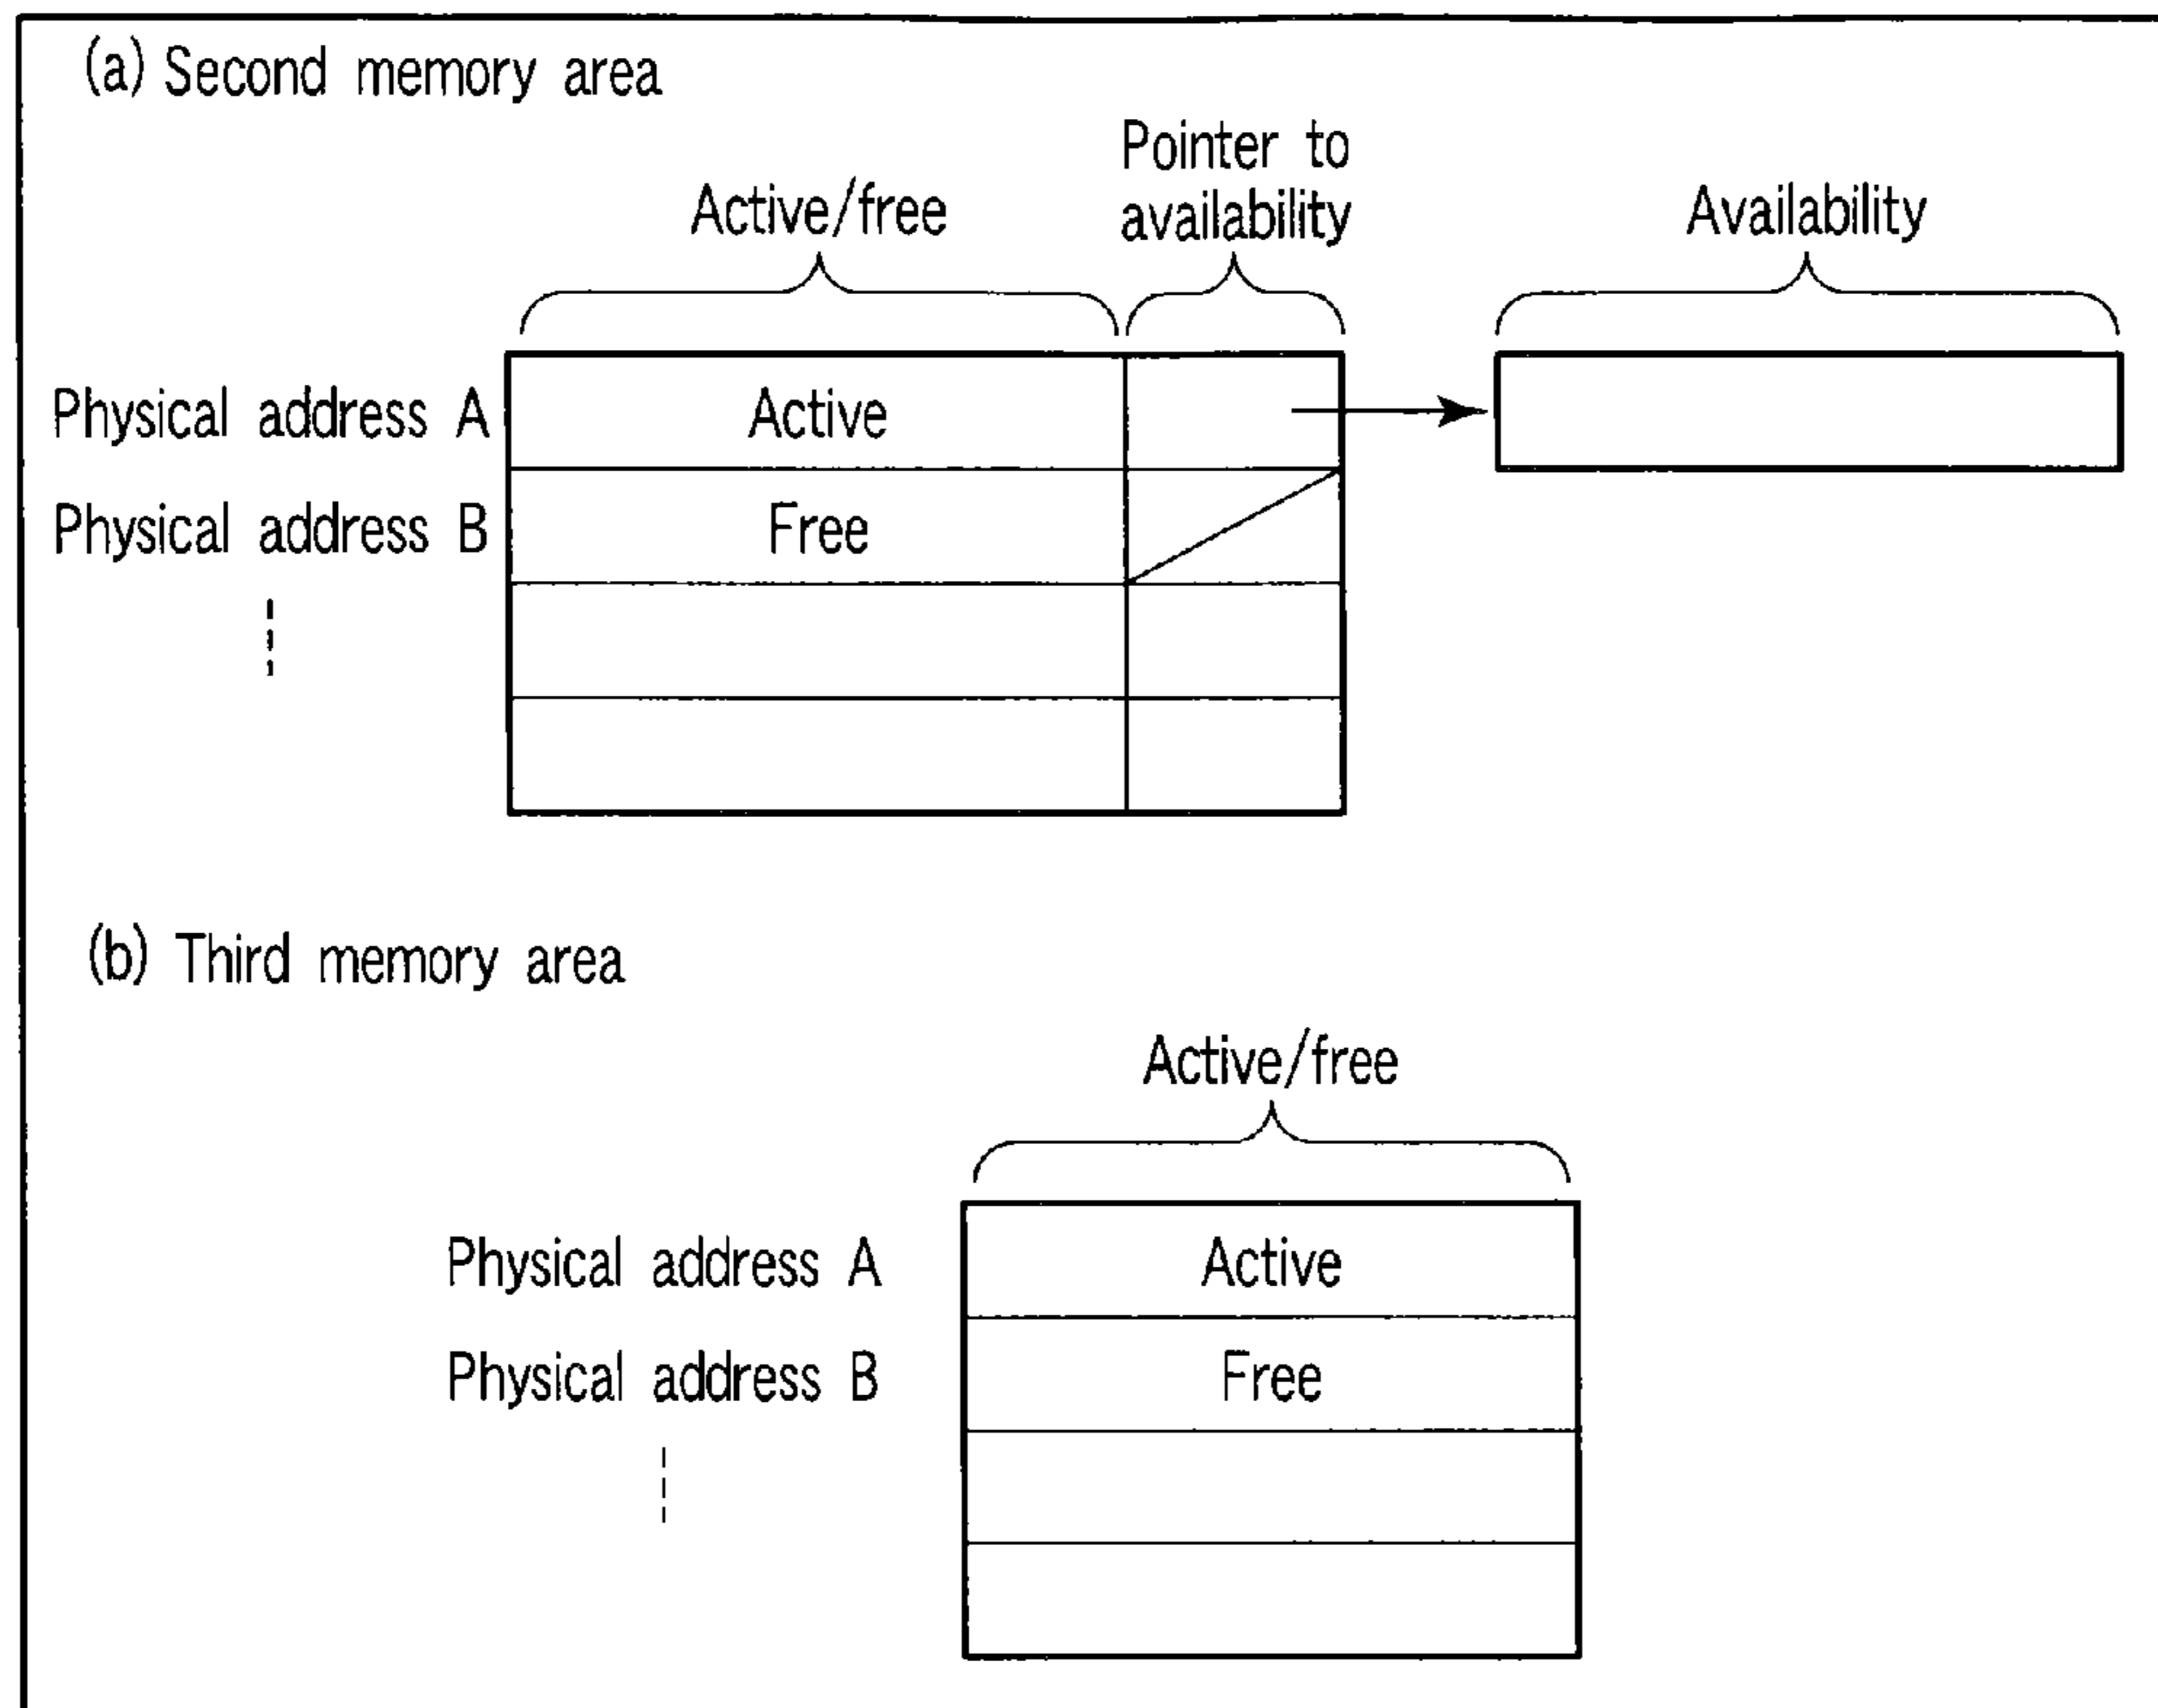 (a) Second memory area
Pointer to
Active/free availability Availability
Physical address A Active
Physical address B Free
(b) Third memory area
Active/free
Physical address A Active
Physical address B Free